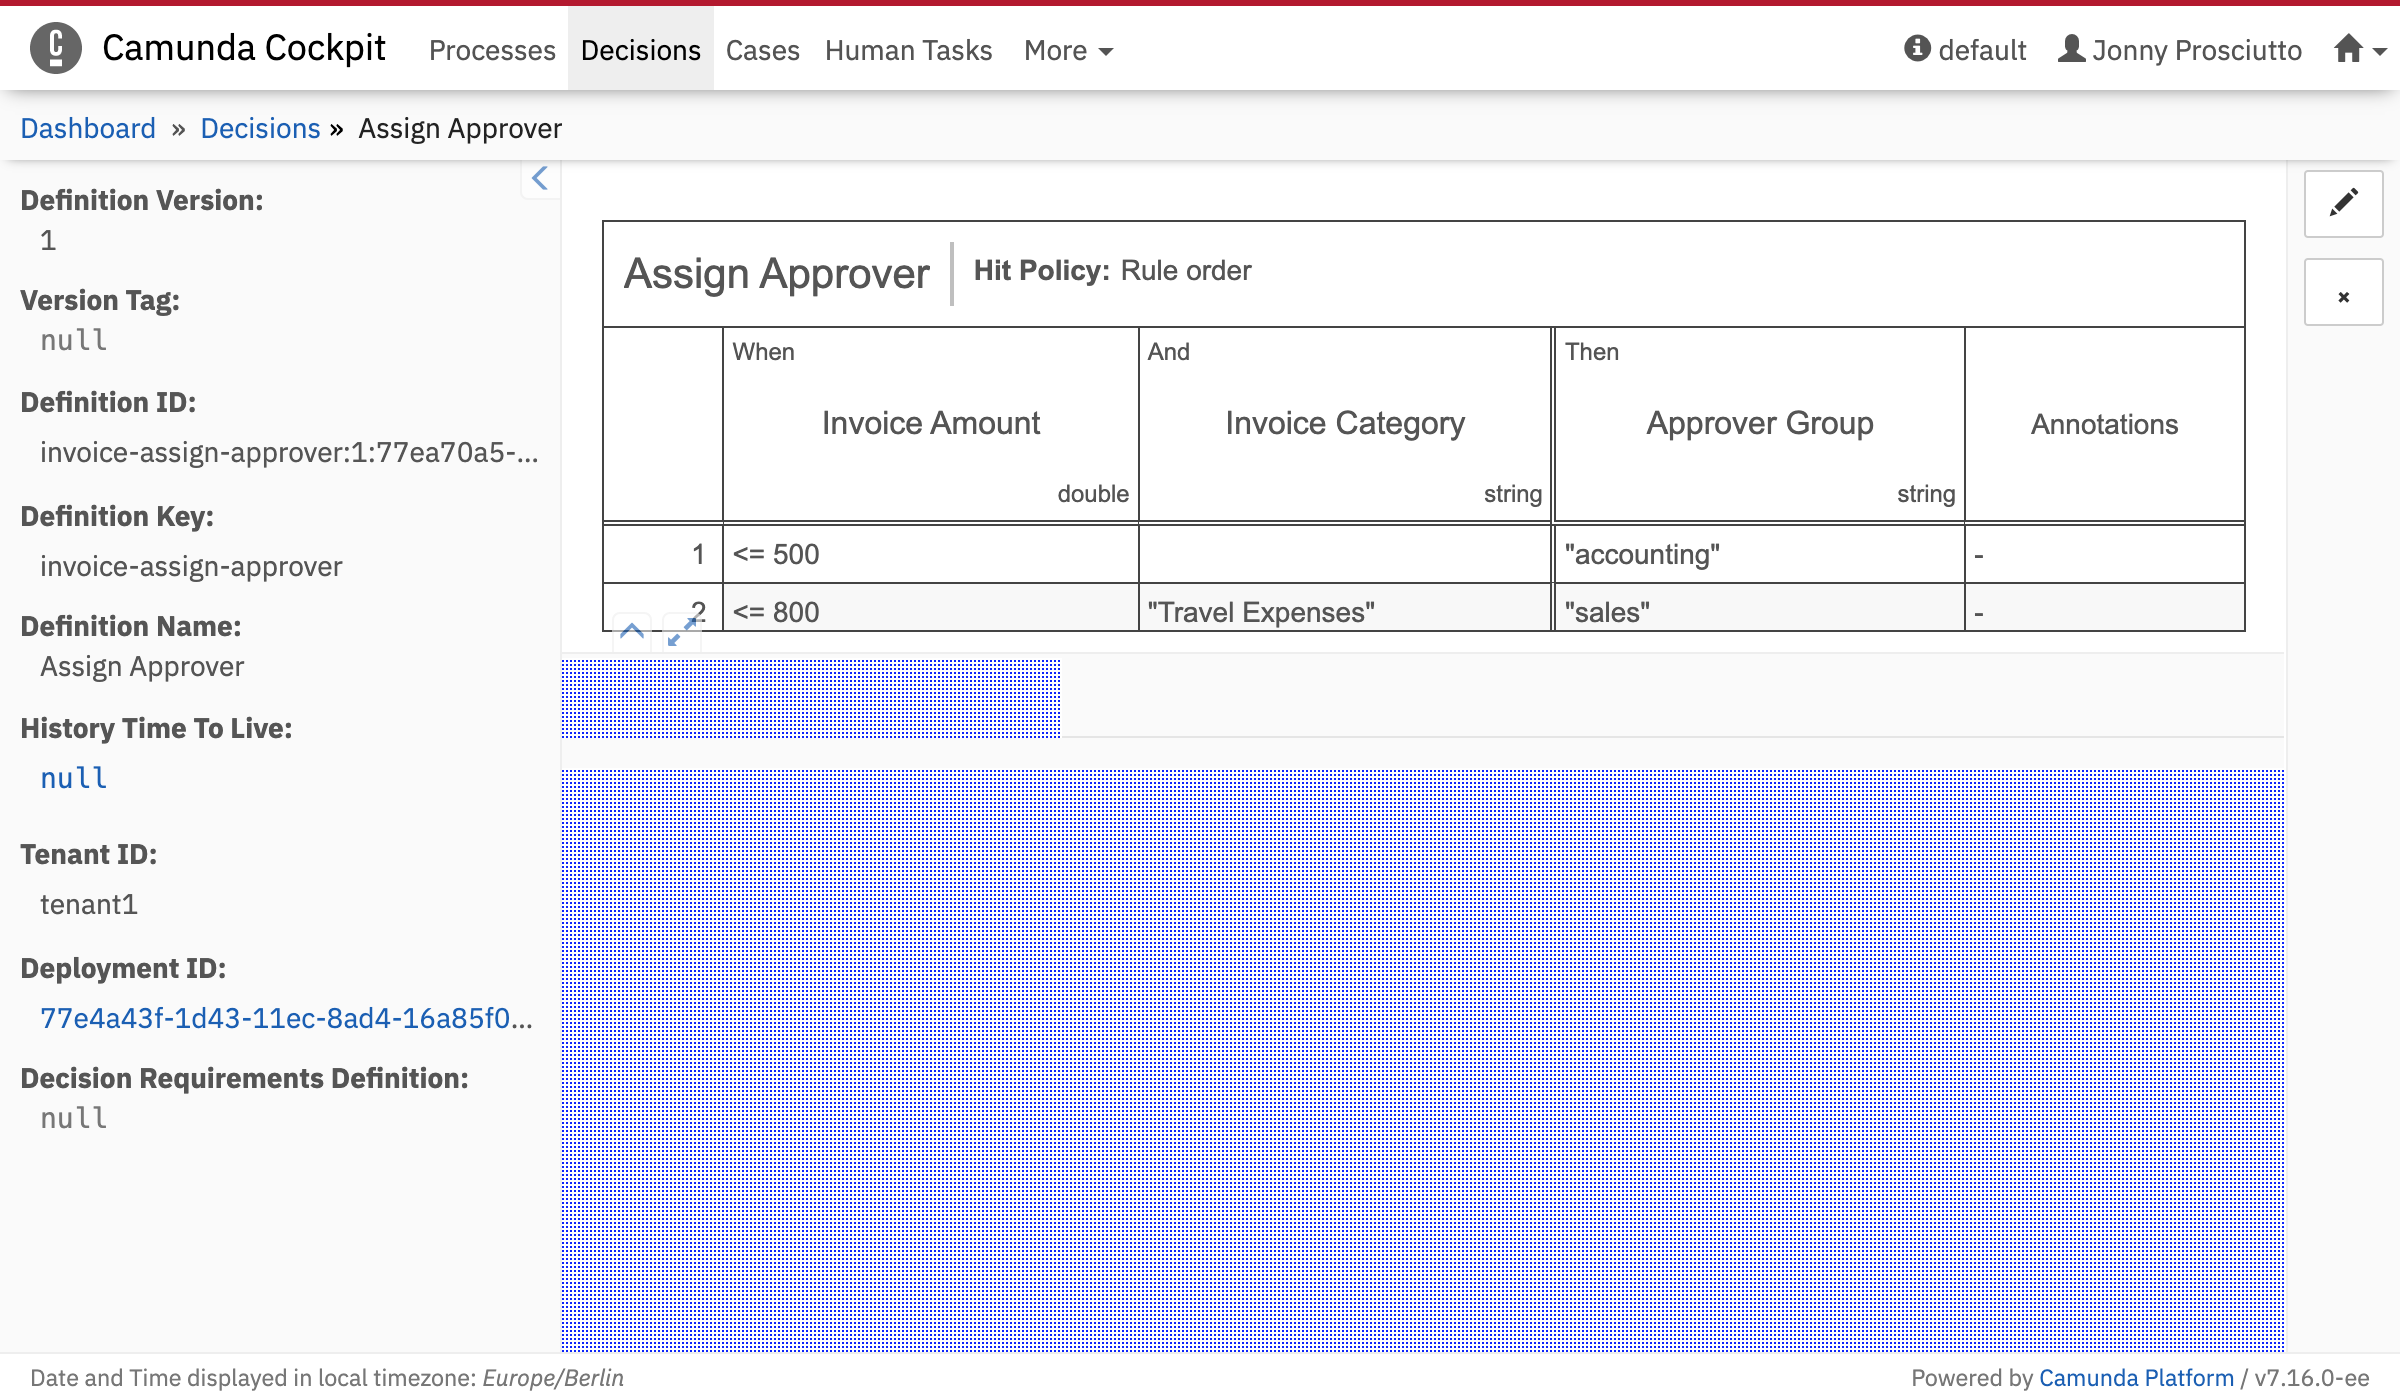 Camunda Cockpit Processes Decisions Cases Human Tasks More default Jonny Prosciutto
Dashboard » Decisions » Assign Approver
Definition Version:
1
Version Tag:
null
Definition ID:
invoice-assign-approver:1:77ea70a5-...
Definition Key:
invoice-assign-approver
Definition Name:
Assign Approver
History Time To Live:
null
Tenant ID:
tenant1
Deployment ID:
77e4a43f-1d43-11ec-8ad4-16a85f0...
Decision Requirements Definition:
null
Assign Approver Hit Policy: Rule order
When And Then
Invoice Amount Invoice Category Approver Group Annotations
double string string
1 <= 500 "accounting" -
2 <= 800 "Travel Expenses" "sales" -
Date and Time displayed in local timezone: Europe/Berlin
Powered by Camunda Platform / v7.16.0-ee